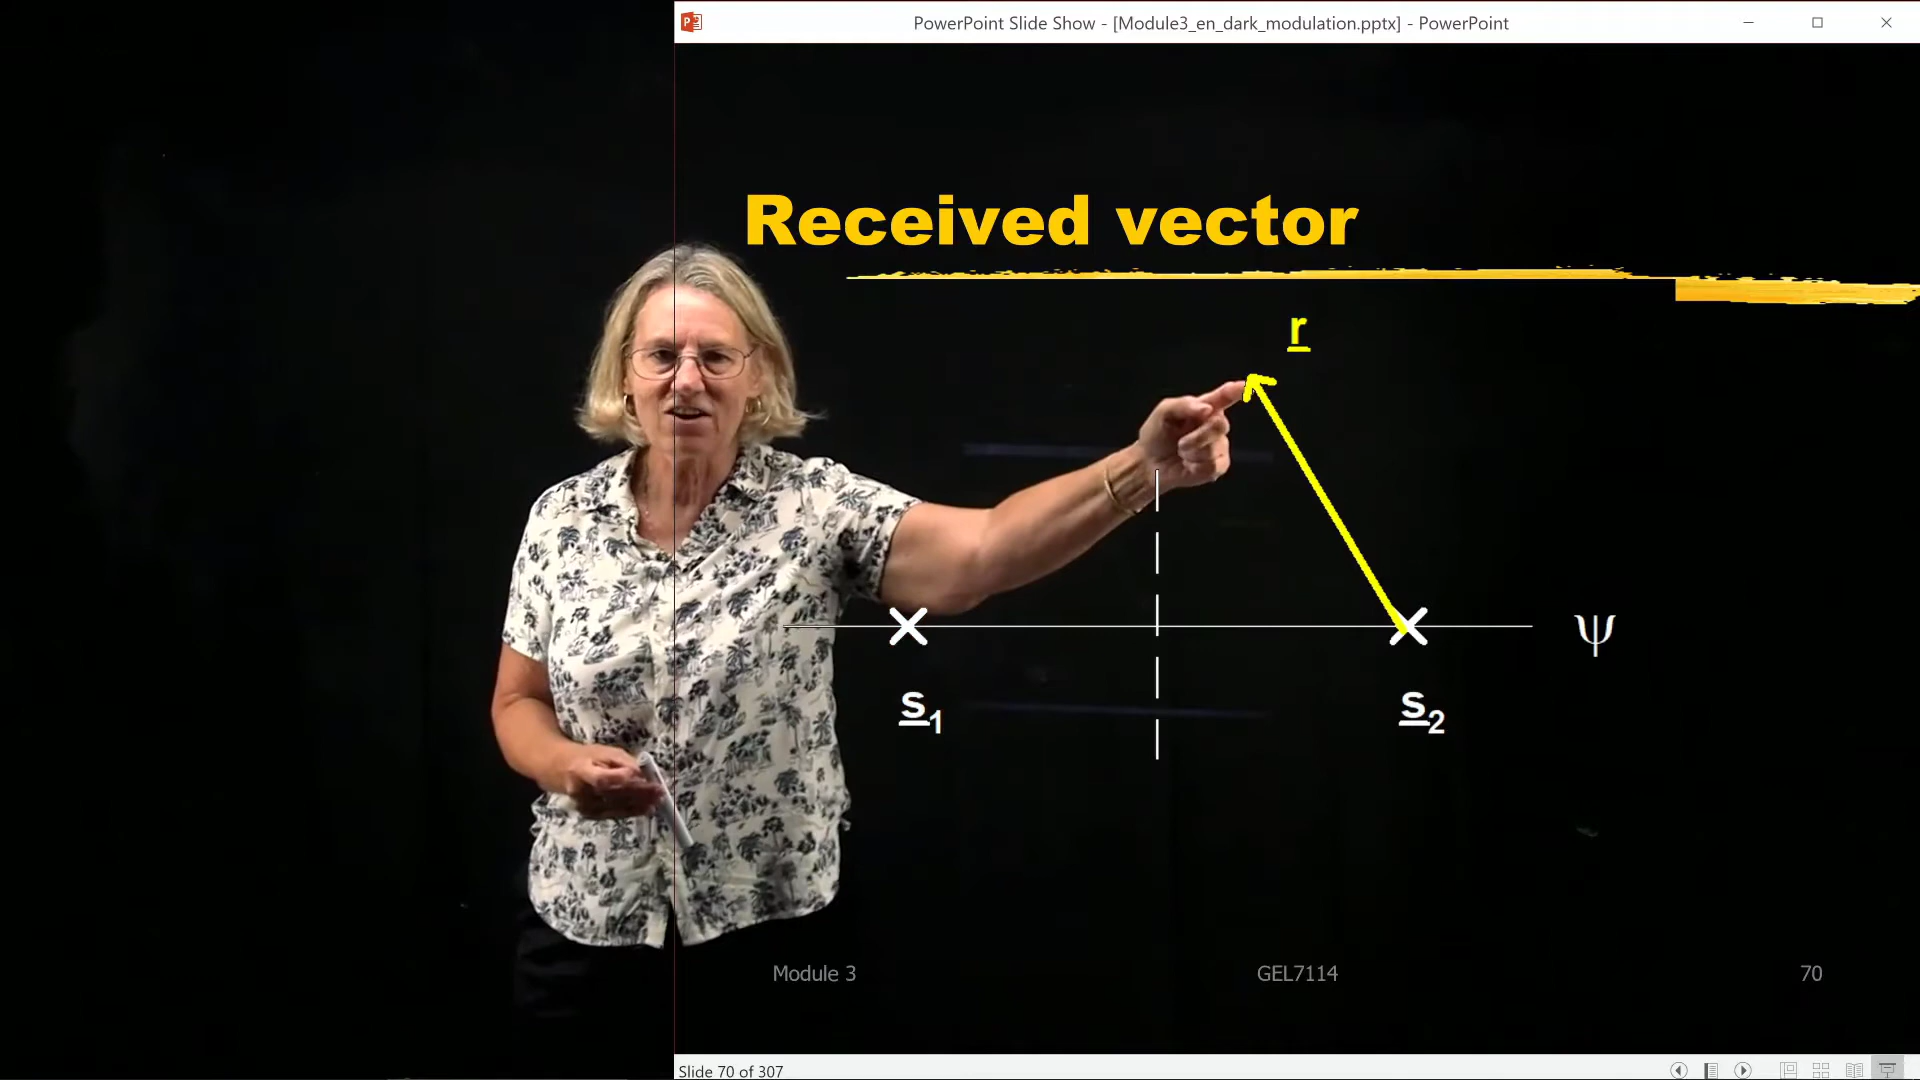 PowerPoint Slide Show - [Module3_en_dark_modulation.pptx] - PowerPoint
Received vector
r
ψ
s1
s2
Module 3
GEL7114
70
Slide 70 of 307